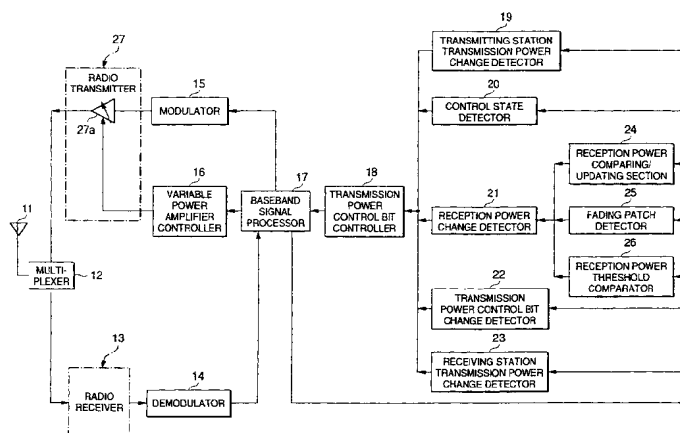 19
TRANSMITTING STATION
TRANSMISSION POWER
CHANGE DETECTOR
27
RADIO
TRANSMITTER
27a
15
MODULATOR
20
CONTROL STATE
DETECTOR
24
RECEPTION POWER
COMPARING/
UPDATING SECTION
16
VARIABLE
POWER
AMPLIFIER
CONTROLLER
17
BASEBAND
SIGNAL
PROCESSOR
18
TRANSMISSION
POWER
CONTROL BIT
CONTROLLER
21
RECEPTION POWER
CHANGE DETECTOR
25
FADING PATCH
DETECTOR
11
MULTI-
PLEXER
12
26
RECEPTION POWER
THRESHOLD
COMPARATOR
22
TRANSMISSION
POWER CONTROL BIT
CHANGE DETECTOR
13
RADIO
RECEIVER
14
DEMODULATOR
23
RECEIVING STATION
TRANSMISSION POWER
CHANGE DETECTOR